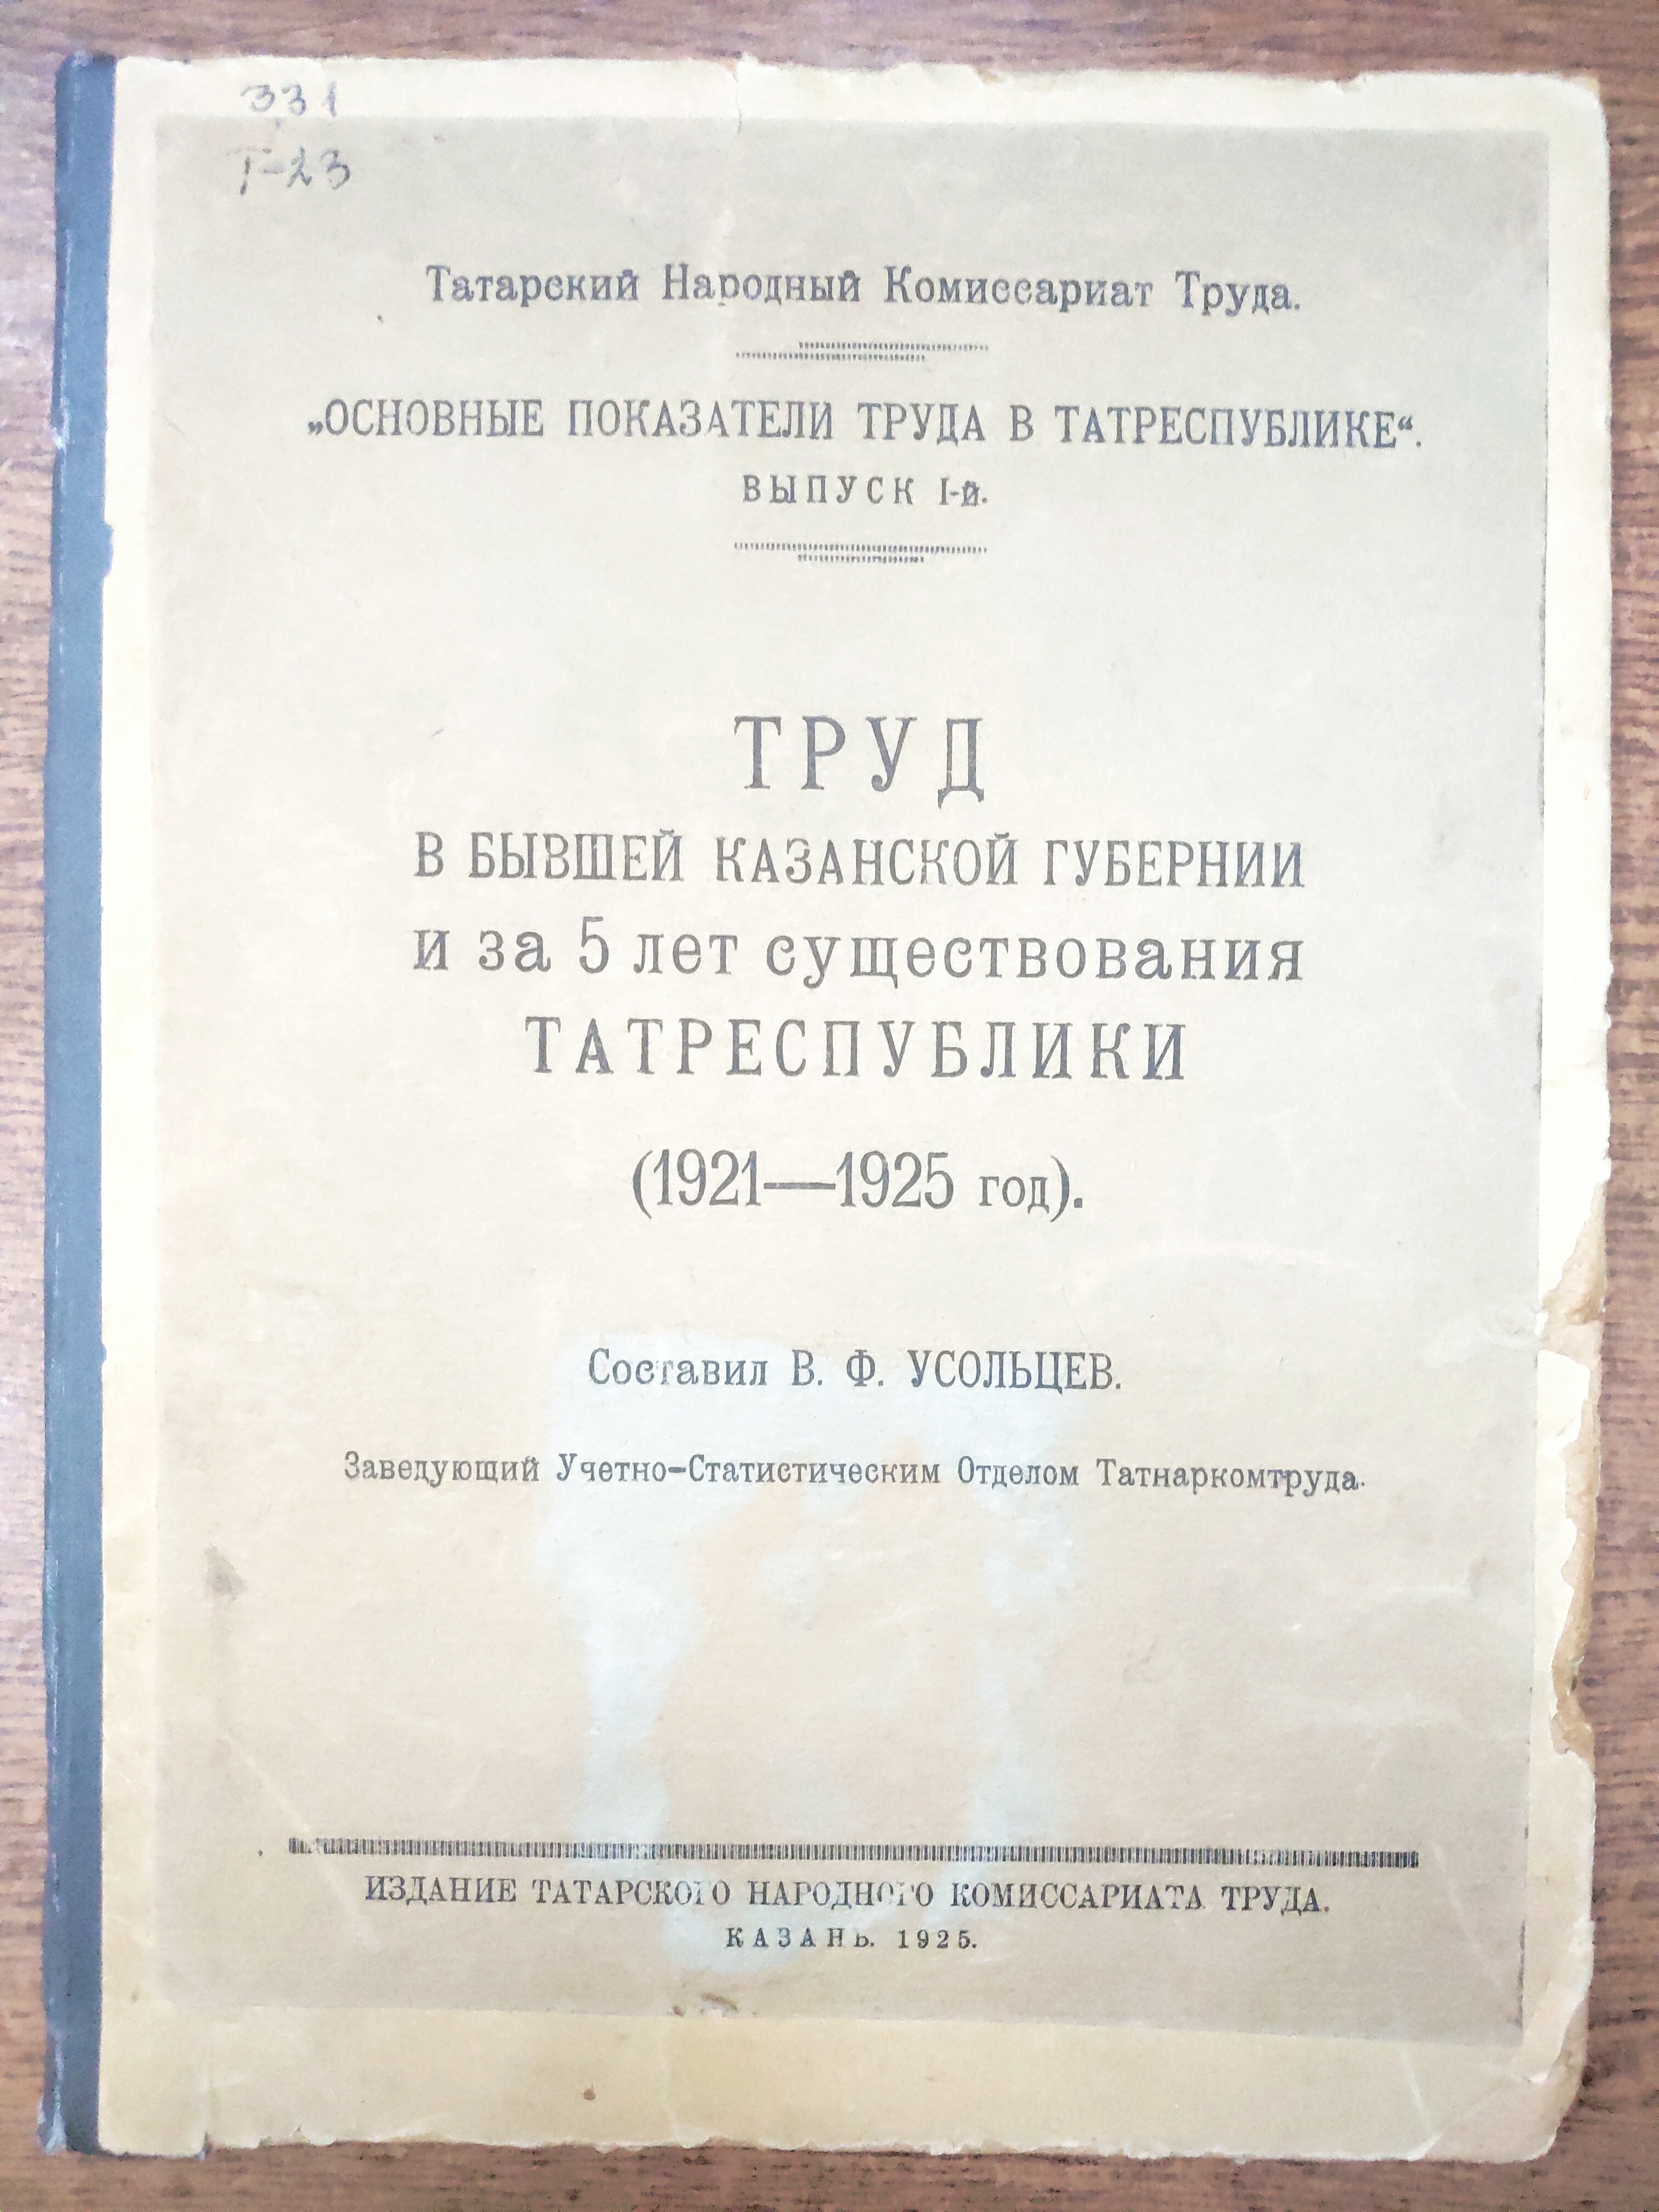 331
Т-23
Татарский Народный Комиссариат Труда.
„ОСНОВНЫЕ ПОКАЗАТЕЛИ ТРУДА В ТАТРЕСПУБЛИКЕ“.
ВЫПУСК I-й.
ТРУД
В БЫВШЕЙ КАЗАНСКОЙ ГУБЕРНИИ
и за 5 лет существования
ТАТРЕСПУБЛИКИ
(1921—1925 год).
Составил В. Ф. УСОЛЬЦЕВ.
Заведующий Учетно-Статистическим Отделом Татнаркомтруда.
ИЗДАНИЕ ТАТАРСКОГО НАРОДНОГО КОМИССАРИАТА ТРУДА.
КАЗАНЬ. 1925.